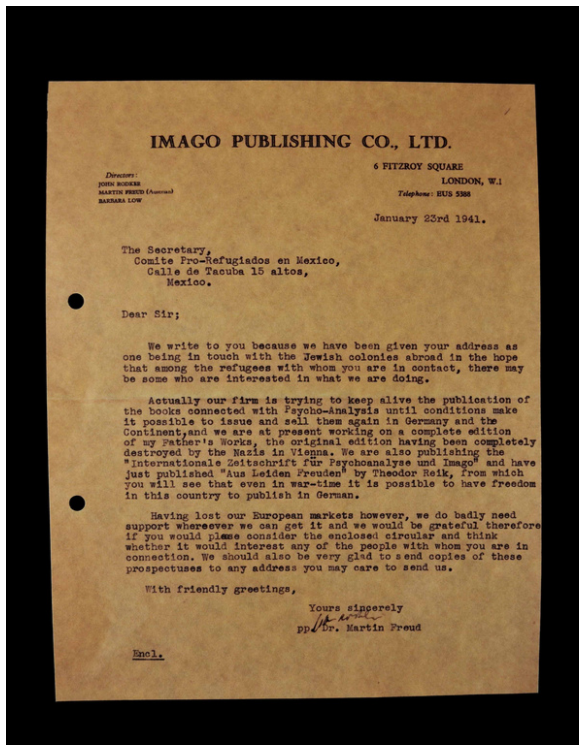 IMAGO PUBLISHING CO., LTD.
Directors:
JOHN RODKER
MARTIN FREUD (Austrian)
BARBARA LOW
6 FITZROY SQUARE
LONDON, W.1
Telephone: EUS 5388
January 23rd 1941.
The Secretary,
Comite Pro-Refugiados en Mexico,
Calle de Tacuba 15 altos,
Mexico.
Dear Sir;
We write to you because we have been given your address as
one being in touch with the Jewish colonies abroad in the hope
that among the refugees with whom you are in contact, there may
be some who are interested in what we are doing.
Actually our firm is trying to keep alive the publication of
the books connected with Psycho-Analysis until conditions make
it possible to issue and sell them again in Germany and the
Continent,and we are at present working on a complete edition
of my Father's Works, the original edition having been completely
destroyed by the Nazis in Vienna. We are also publishing the
"Internationale Zeitschrift für Psychoanalyse und Imago" and have
just published "Aus Leiden Freuden" by Theodor Reik, from which
you will see that even in war-time it is possible to have freedom
in this country to publish in German.
Having lost our European markets however, we do badly need
support whereever we can get it and we would be grateful therefore
if you would please consider the enclosed circular and think
whether it would interest any of the people with whom you are in
connection. We should also be very glad to send copies of these
prospectuses to any address you may care to send us.
With friendly greetings,
Yours sincerely
pp. Dr. Martin Freud
Encl.